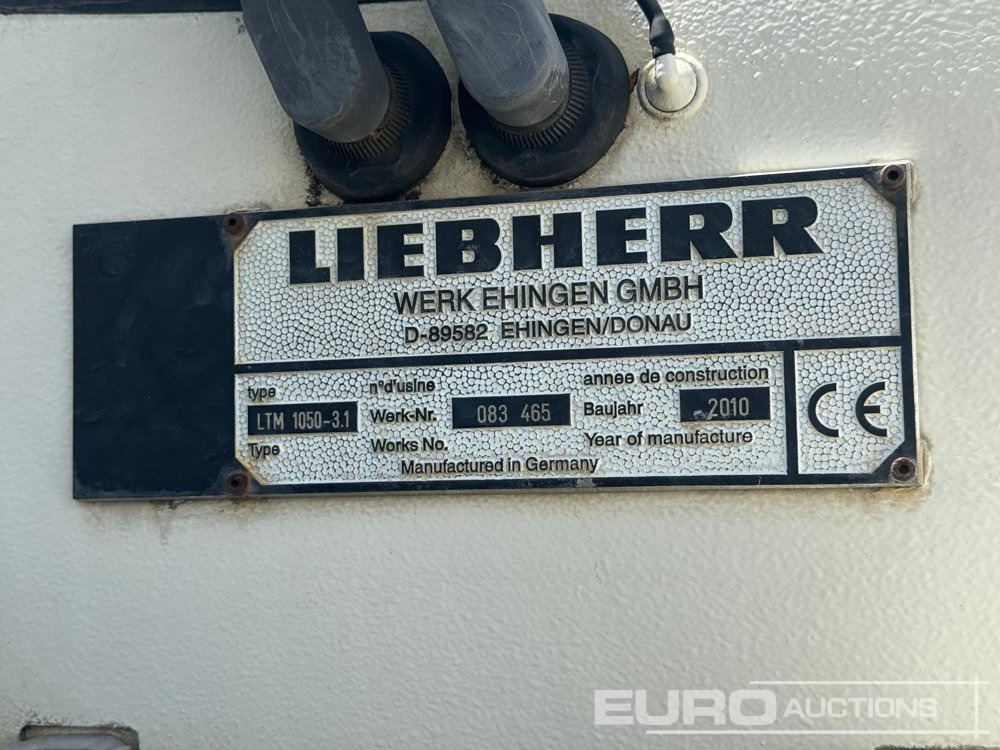 LIEBHERR
WERK EHINGEN GMBH
D-89582 EHINGEN/DONAU
type
LTM 1050-3.1
Type
n°d'usine
Werk-Nr. 083 465
Works No.
annee de construction
Baujahr 2010
Year of manufacture
Manufactured in Germany
CE
EURO AUCTIONS